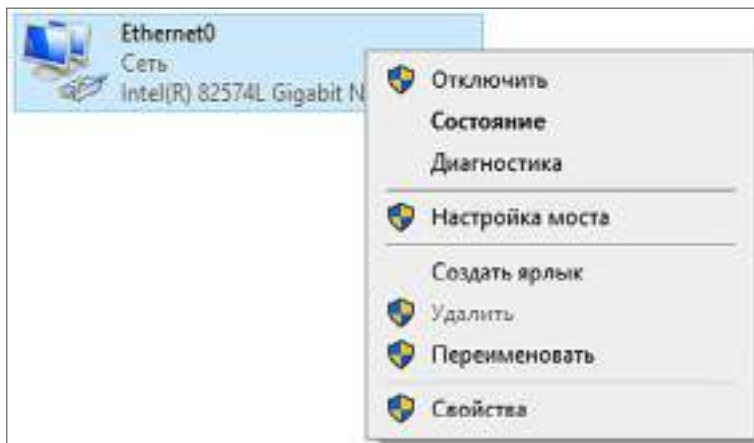 Ethernet0
Сеть
Intel(R) 82574L Gigabit N
Отключить
Состояние
Диагностика
Настройка моста
Создать ярлык
Удалить
Переименовать
Свойства